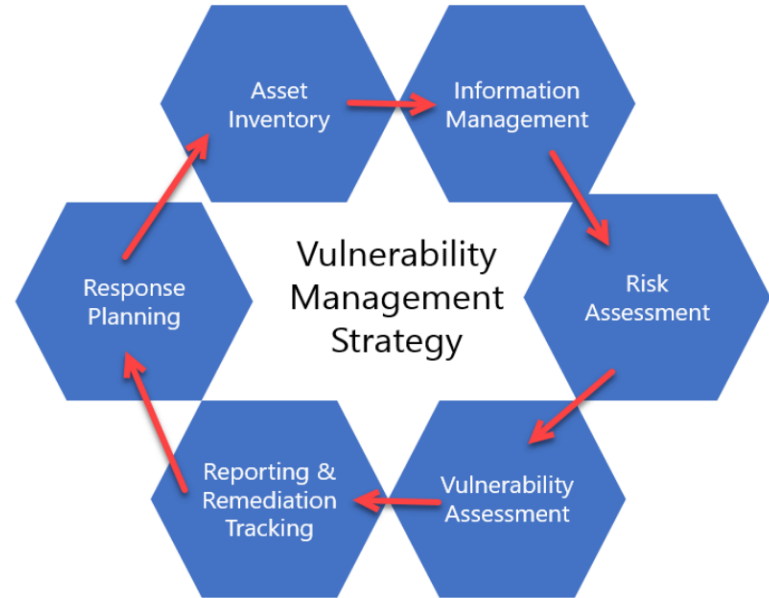 Asset
Inventory
Information
Management
Vulnerability
Management
Strategy
Risk
Assessment
Response
Planning
Reporting &
Remediation
Tracking
Vulnerability
Assessment